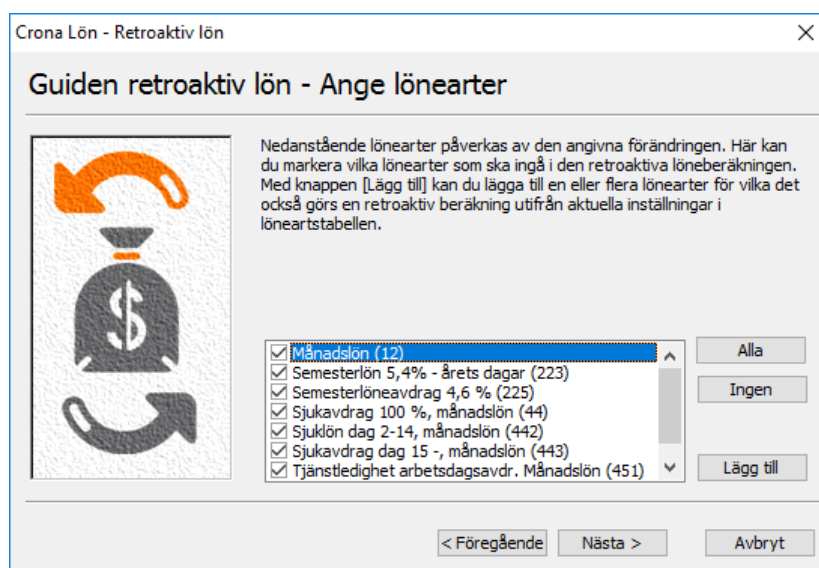 Crona Lön - Retroaktiv lön
Guiden retroaktiv lön - Ange lönearter
Nedanstående lönearter påverkas av den angivna förändringen. Här kan
du markera vilka lönearter som ska ingå i den retroaktiva löneberäkningen.
Med knappen [Lägg till] kan du lägga till en eller flera lönearter för vilka det
också görs en retroaktiv beräkning utifrån aktuella inställningar i
löneartstabellen.
$
Månadslön (12)
Semesterlön 5,4% - årets dagar (223)
Semesterlöneavdrag 4,6 % (225)
Sjukavdrag 100 %, månadslön (44)
Sjuklön dag 2-14, månadslön (442)
Sjukavdrag dag 15 -, månadslön (443)
Tjänstledighet arbetsdagsavdr. Månadslön (451)
Alla
Ingen
Lägg till
< Föregående
Nästa >
Avbryt